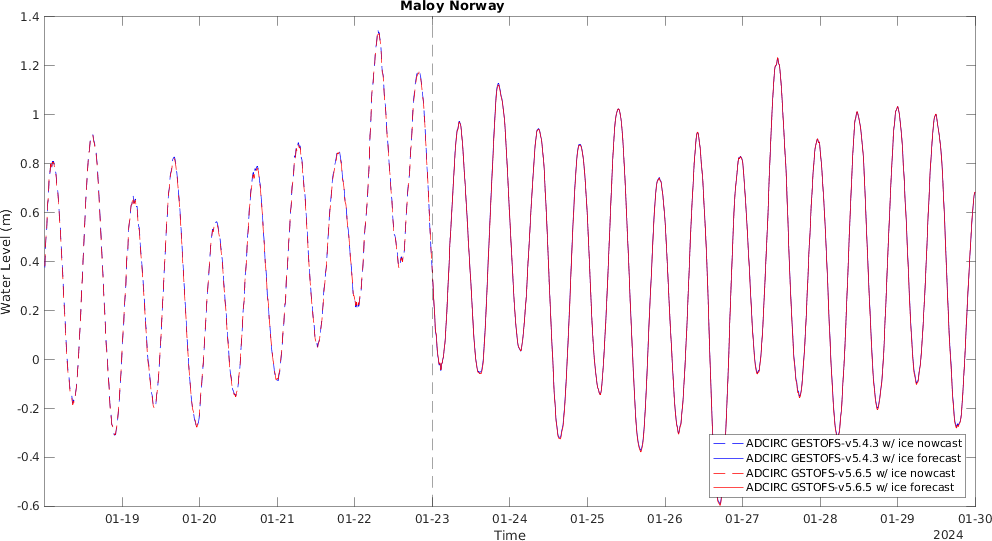 Maloy Norway
1.4
1.2
1
0.8
0.6
0.4
0.2
0
-0.2
-0.4
-0.6
Water Level (m)
ADCIRC GESTOFS-v5.4.3 w/ ice nowcast
ADCIRC GESTOFS-v5.4.3 w/ ice forecast
ADCIRC GSTOFS-v5.6.5 w/ ice nowcast
ADCIRC GSTOFS-v5.6.5 w/ ice forecast
01-19 01-20 01-21 01-22 01-23 01-24 01-25 01-26 01-27 01-28 01-29 01-30
Time
2024